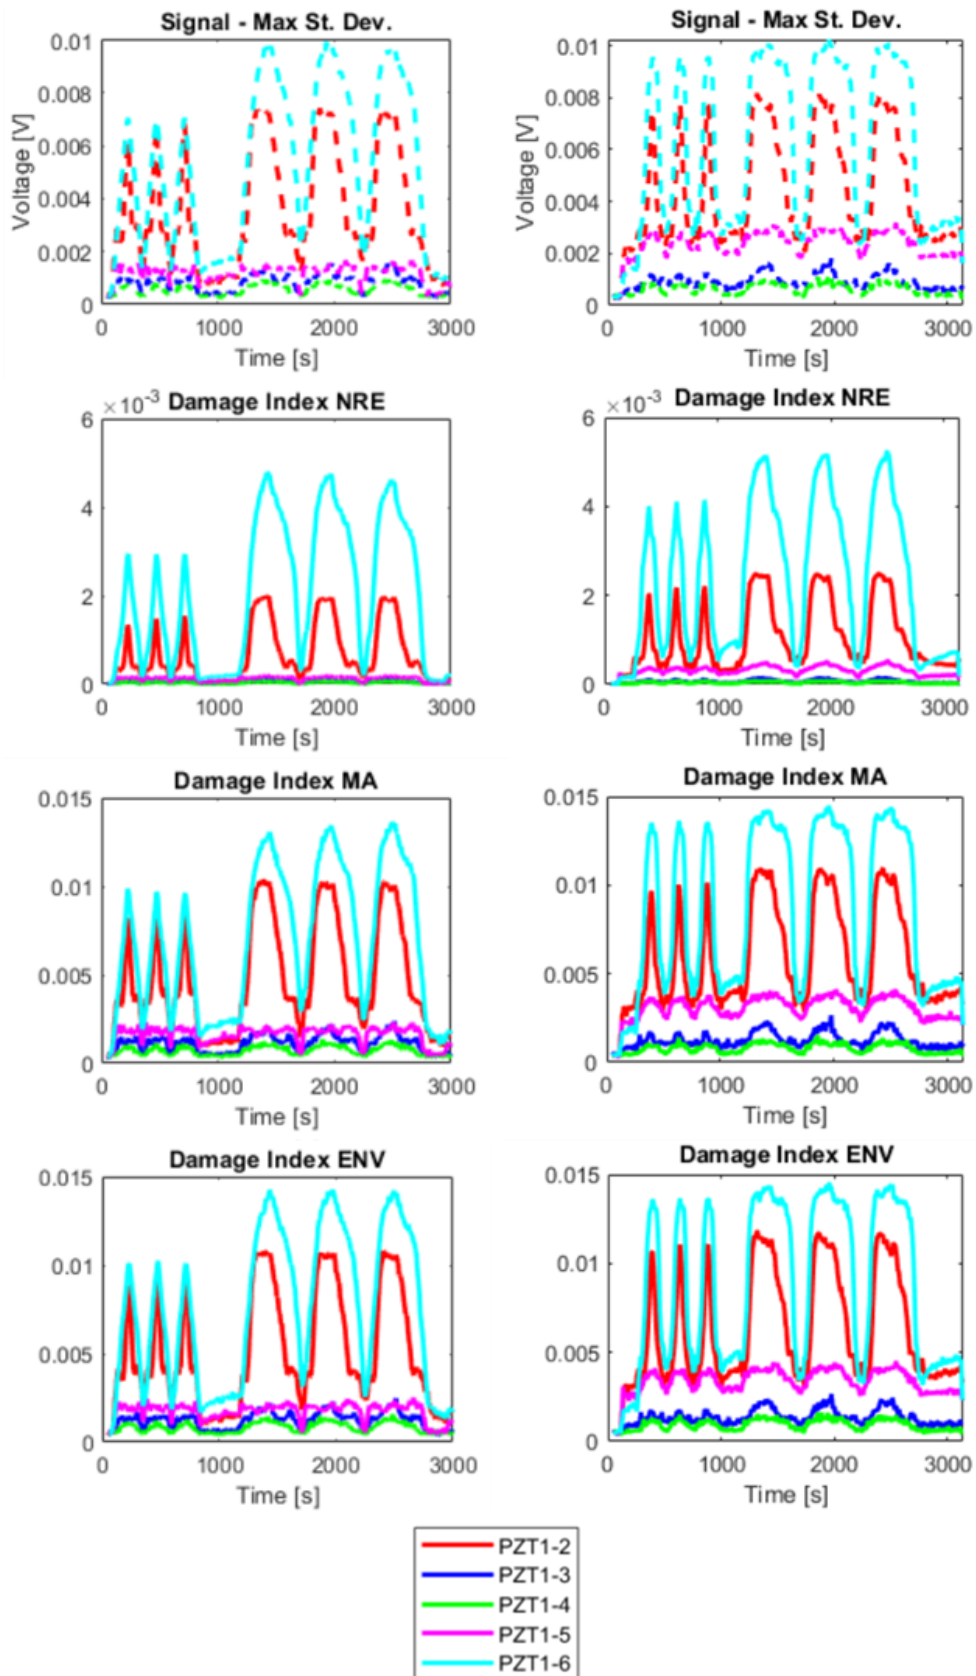 Signal - Max St. Dev.
0.01
0.008
0.006
0.004
0.002
0
Voltage [V]
0 1000 2000 3000
Time [s]
Signal - Max St. Dev.
0.01
0.008
0.006
0.004
0.002
0
Voltage [V]
0 1000 2000 3000
Time [s]
×10⁻³ Damage Index NRE
6
4
2
0
0 1000 2000 3000
Time [s]
×10⁻³ Damage Index NRE
6
4
2
0
0 1000 2000 3000
Time [s]
Damage Index MA
0.015
0.01
0.005
0
0 1000 2000 3000
Time [s]
Damage Index MA
0.015
0.01
0.005
0
0 1000 2000 3000
Time [s]
Damage Index ENV
0.015
0.01
0.005
0
0 1000 2000 3000
Time [s]
Damage Index ENV
0.015
0.01
0.005
0
0 1000 2000 3000
Time [s]
PZT1-2
PZT1-3
PZT1-4
PZT1-5
PZT1-6